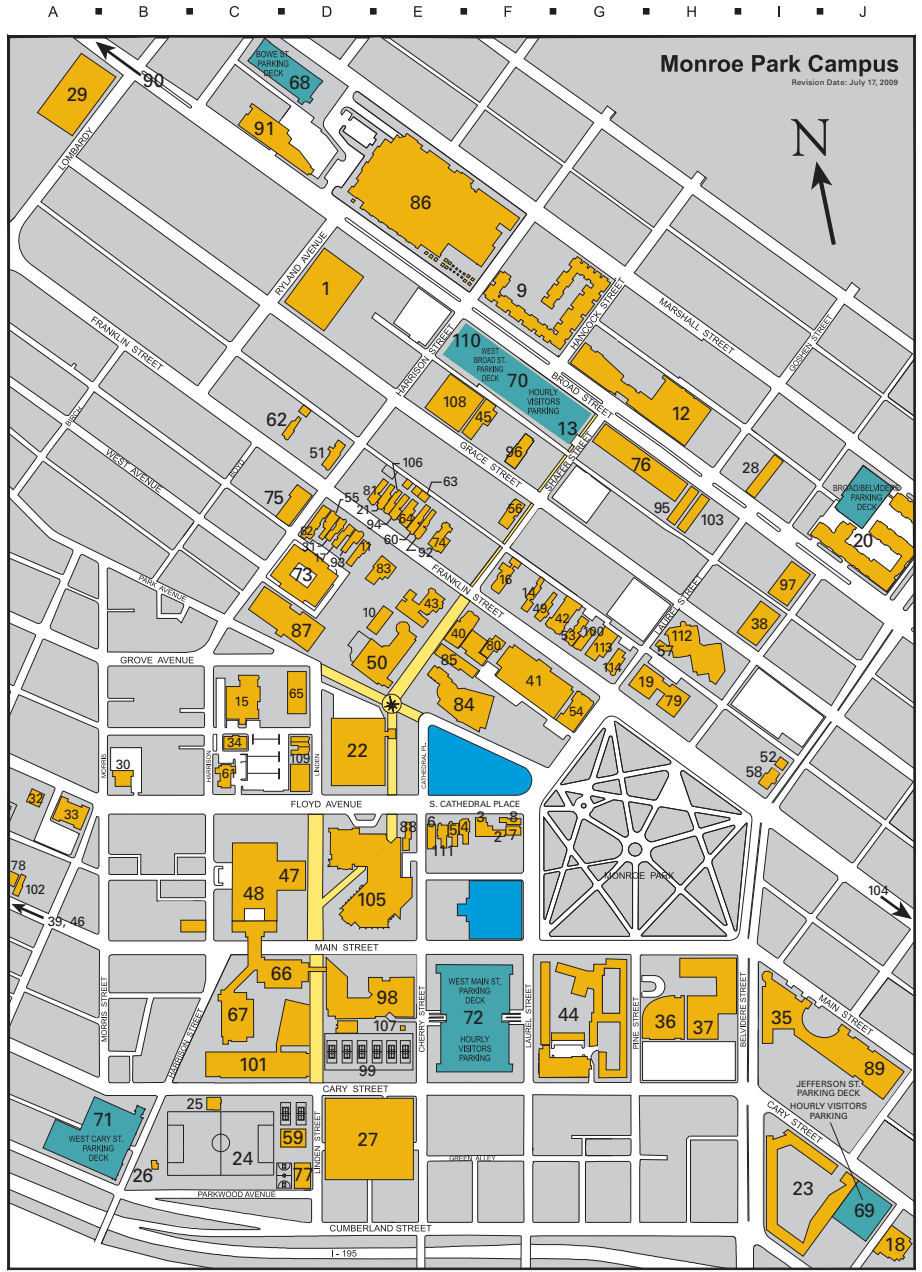 A B C D E F G H I J
Monroe Park Campus
Revision Date: July 17, 2009
N
BOWE ST.
PARKING
DECK
68
90
29
91
LOMBARDY
86
RYLAND AVENUE
1
9
HANCOCK STREET
MARSHALL STREET
GOSHEN STREET
FRANKLIN STREET
HARRISON STREET
110
WEST
BROAD ST.
PARKING
DECK
70
HOURLY
VISITORS
PARKING
13
BROAD STREET
12
108
45
GRACE STREET
96
SHAFER STREET
76
28
BROAD/BELVIDERE
PARKING
DECK
20
BIRCH
WEST AVENUE
BOYD
62
51
106
63
75
55
81
21
94
64
60
92
74
56
95
103
82
31
17
93
11
73
83
FRANKLIN STREET
16
14
49
42
53
100
113
114
LAUREL STREET
112
57
97
38
PARK AVENUE
87
10
43
50
40
80
85
41
84
54
19
79
GROVE AVENUE
15
65
34
61
109
MORRIS
HARRISON
LINDEN
22
CATHEDRAL PL.
30
32
33
52
58
FLOYD AVENUE
S. CATHEDRAL PLACE
88
6
5
4
3
8
2
7
111
78
102
47
48
105
MONROE PARK
104
39, 46
MAIN STREET
66
67
98
107
99
101
MORRIS STREET
HARRISON STREET
CHERRY STREET
WEST MAIN ST.
PARKING
DECK
72
HOURLY
VISITORS
PARKING
LAUREL STREET
44
PINE STREET
36
37
BELVIDERE STREET
35
MAIN STREET
89
CARY STREET
JEFFERSON ST.
PARKING DECK
HOURLY VISITORS
PARKING
CARY STREET
71
WEST CARY ST.
PARKING
DECK
25
24
26
59
77
LINDEN STREET
27
GREEN ALLEY
23
69
18
PARKWOOD AVENUE
CUMBERLAND STREET
I - 195